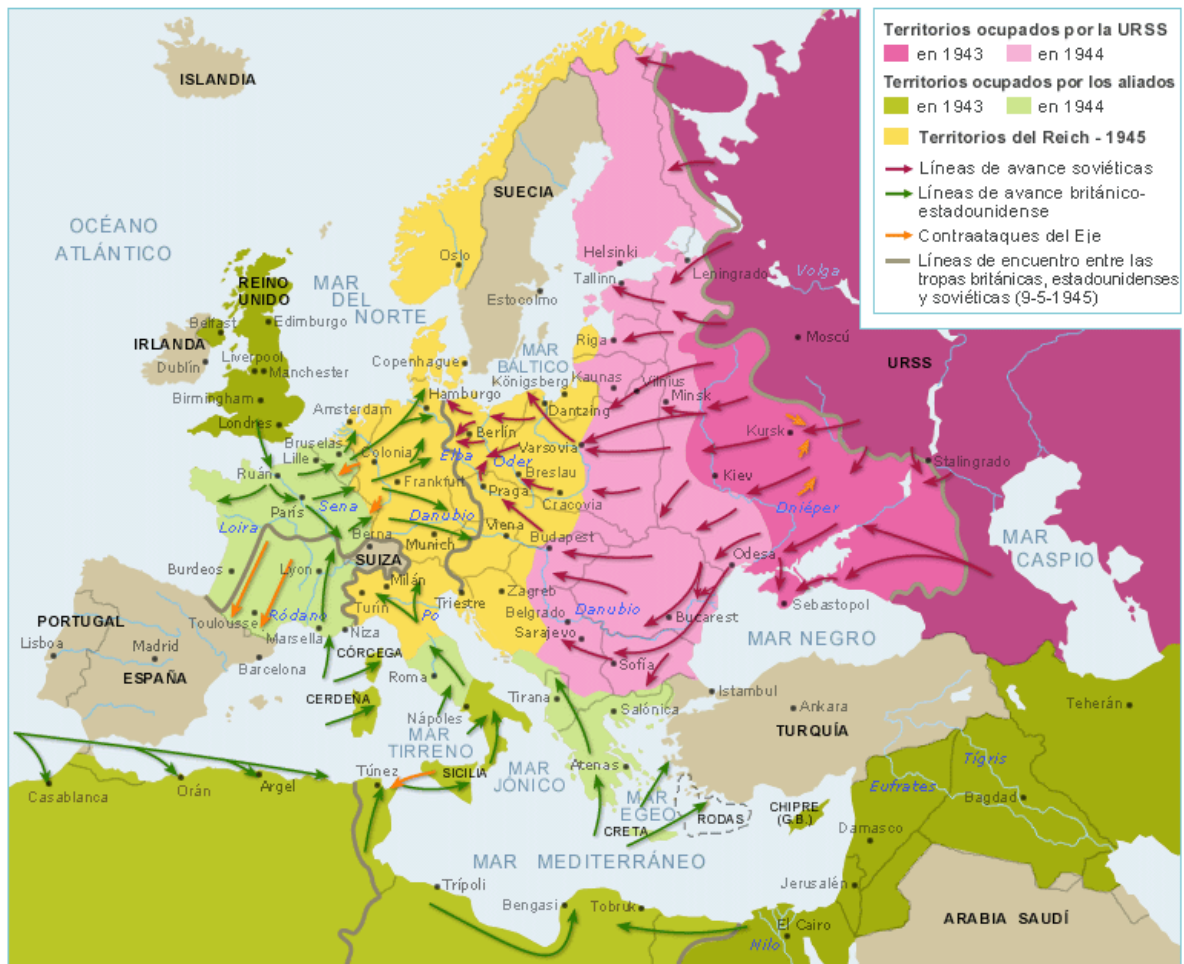 Territorios ocupados por la URSS
en 1943
en 1944
Territorios ocupados por los aliados
en 1943
en 1944
Territorios del Reich - 1945
Líneas de avance soviéticas
Líneas de avance británico-
estadounidense
Contraataques del Eje
Líneas de encuentro entre las
tropas británicas, estadounidenses
y soviéticas (9-5-1945)
ISLANDIA
SUECIA
OCÉANO
ATLÁNTICO
Helsinki
Oslo
Tallinn
Leningrado
Volga
MAR
DEL
NORTE
REINO
UNIDO
Estocolmo
Belfast
Edimburgo
IRLANDA
Dublín
Liverpool
Manchester
Riga
Moscú
URSS
MAR
BÁLTICO
Copenhague
Königsberg
Kaunas
Vilnius
Minsk
Birmingham
Hamburgo
Dantzing
Amsterdam
Londres
Berlín
Kursk
Bruselas
Lille
Colonia
Elba
Oder
Varsovia
Stalingrado
Ruán
Breslau
Kiev
Frankfurt
Praga
Cracovia
París
Sena
Dniéper
Loira
Danubio
Viena
Berna
Munich
Budapest
Odesa
MAR
CASPIO
SUIZA
Burdeos
Lyon
Milán
Turín
Triestre
Zagreb
Sebastopol
Toulousse
Ródano
Po
Belgrado
Danubio
Bucarest
PORTUGAL
Lisboa
Madrid
Marsella
Niza
Sarajevo
MAR NEGRO
CÓRCEGA
Barcelona
Sofía
ESPAÑA
Roma
CERDEÑA
Tirana
Istambul
Teherán
Salónica
Ankara
Nápoles
TURQUÍA
MAR
TIRRENO
Tígris
Atenas
MAR
JÓNICO
Túnez
SICILIA
Casablanca
Orán
Argel
Eufrates
Bagdad
MAR
EGEO
CRETA
RODAS
CHIPRE
(G.B.)
Damasco
MAR MEDITERRÁNEO
Trípoli
Jerusalén
Bengasi
Tobruk
El Cairo
ARABIA SAUDÍ
Nilo